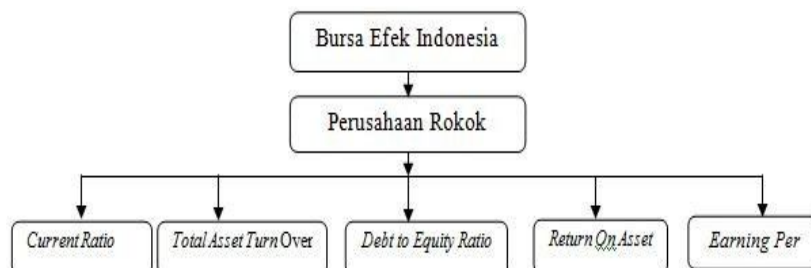 Bursa Efek Indonesia
Perusahaan Rokok
Current Ratio
Total Asset Turn Over
Debt to Equity Ratio
Return Qn Asset
Earning Per